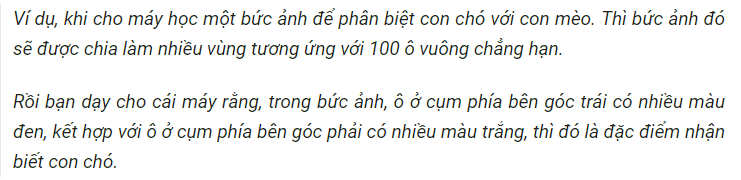 Ví dụ, khi cho máy học một bức ảnh để phân biệt con chó với con mèo. Thì bức ảnh đó
sẽ được chia làm nhiều vùng tương ứng với 100 ô vuông chẳng hạn.
Rồi bạn dạy cho cái máy rằng, trong bức ảnh, ô ở cụm phía bên góc trái có nhiều màu
đen, kết hợp với ô ở cụm phía bên góc phải có nhiều màu trắng, thì đó là đặc điểm nhận
biết con chó.